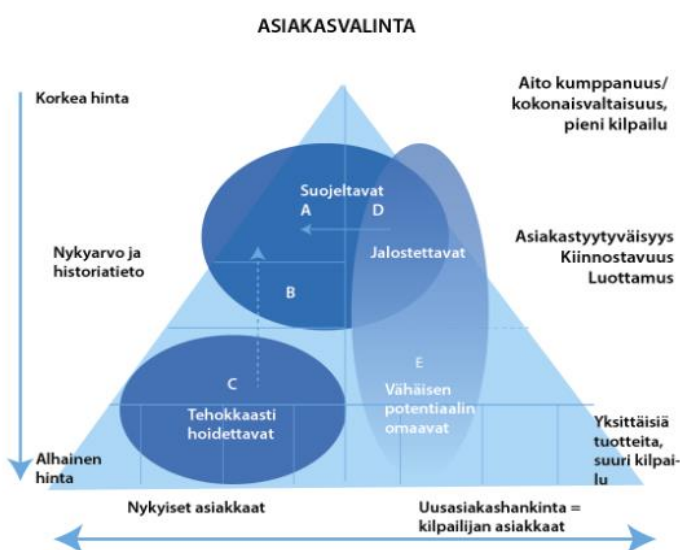 ASIAKASVALINTA
Korkea hinta
Aito kumppanuus/
kokonaisvaltaisuus,
pieni kilpailu
Suojeltavat
A
D
Nykyarvo ja
historiatieto
Jalostettavat
Asiakastyytyväisyys
Kiinnostavuus
Luottamus
B
E
C
Tehokkaasti
hoidettavat
Vähäisen
potentiaalin
omaavat
Alhainen
hinta
Yksittäisiä
tuotteita,
suuri kilpai-
lu
Nykyiset asiakkaat
Uusasiakashankinta =
kilpailijan asiakkaat